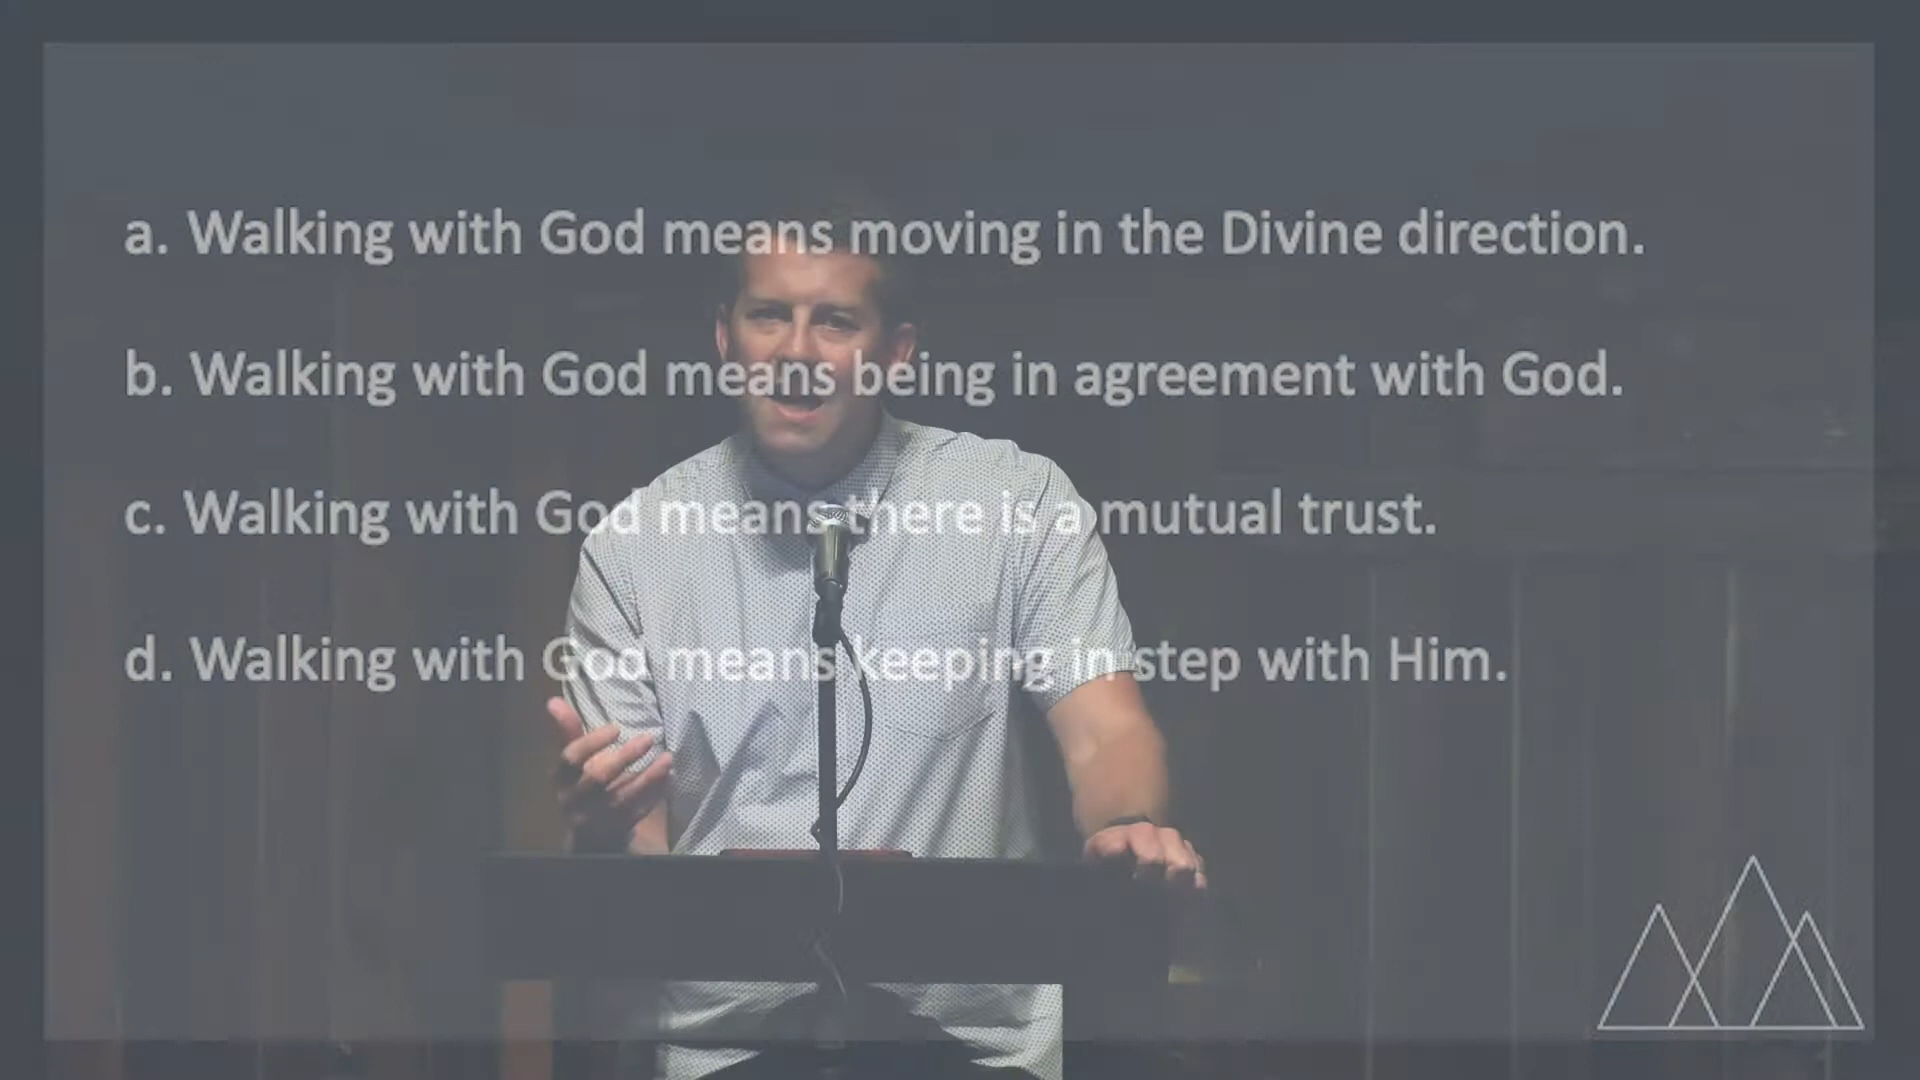 a. Walking with God means moving in the Divine direction.
b. Walking with God means being in agreement with God.
c. Walking with God means there is a mutual trust.
d. Walking with God means keeping in step with Him.